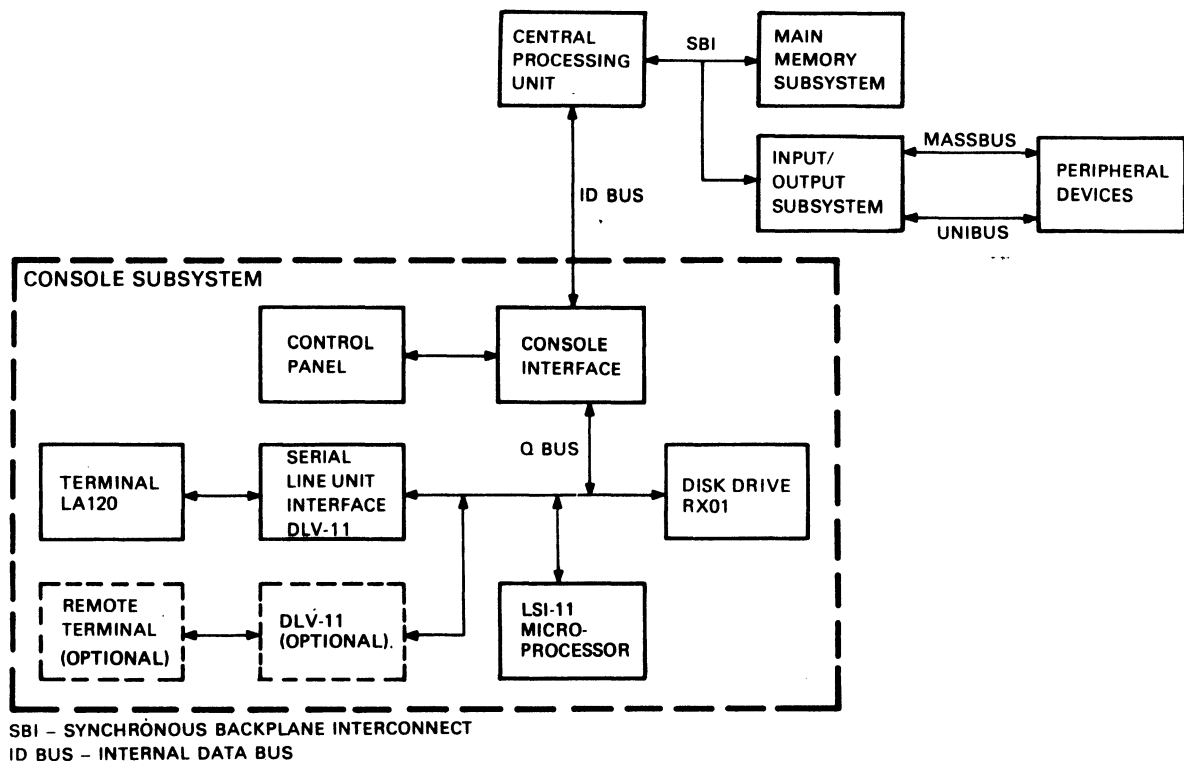 CENTRAL
PROCESSING
UNIT
SBI
MAIN
MEMORY
SUBSYSTEM
INPUT/
OUTPUT
SUBSYSTEM
MASSBUS
UNIBUS
PERIPHERAL
DEVICES
ID BUS
CONSOLE SUBSYSTEM
CONTROL
PANEL
CONSOLE
INTERFACE
Q BUS
TERMINAL
LA120
SERIAL
LINE UNIT
INTERFACE
DLV-11
DISK DRIVE
RX01
REMOTE
TERMINAL
(OPTIONAL)
DLV-11
(OPTIONAL).
LSI-11
MICRO-
PROCESSOR
SBI – SYNCHRONOUS BACKPLANE INTERCONNECT
ID BUS – INTERNAL DATA BUS